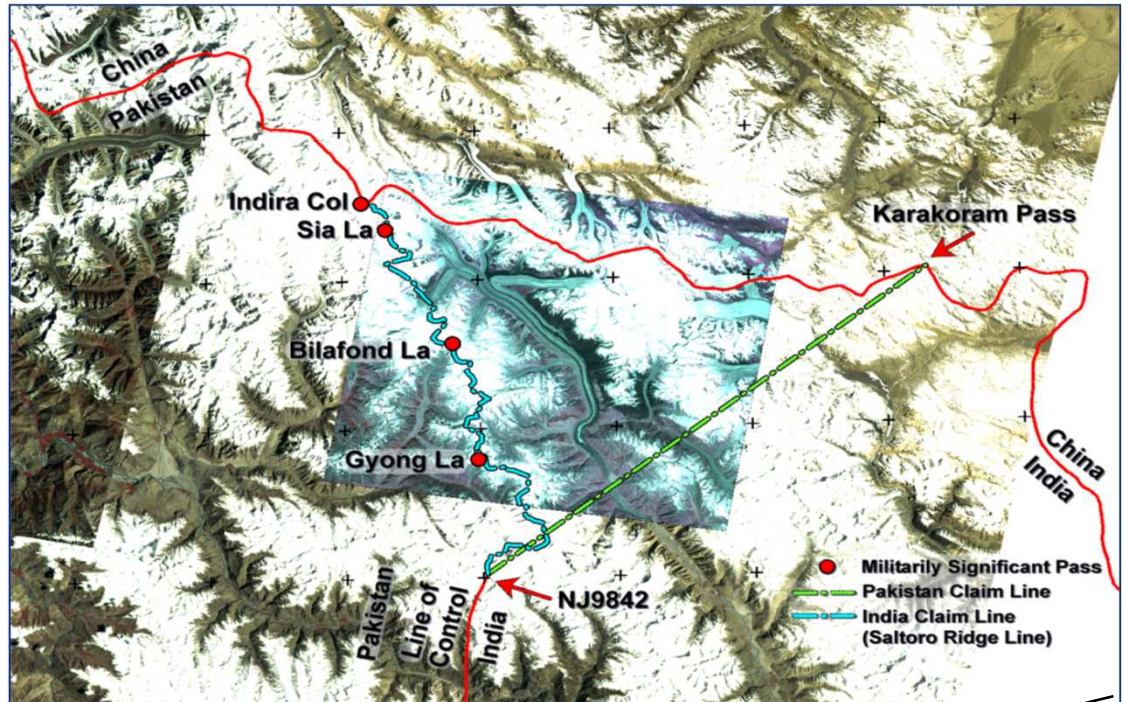 China
Pakistan
Indira Col
Sia La
Karakoram Pass
Bilafond La
Gyong La
China
India
Pakistan
Line of
Control
India
NJ9842
Militarily Significant Pass
Pakistan Claim Line
India Claim Line
(Saltoro Ridge Line)